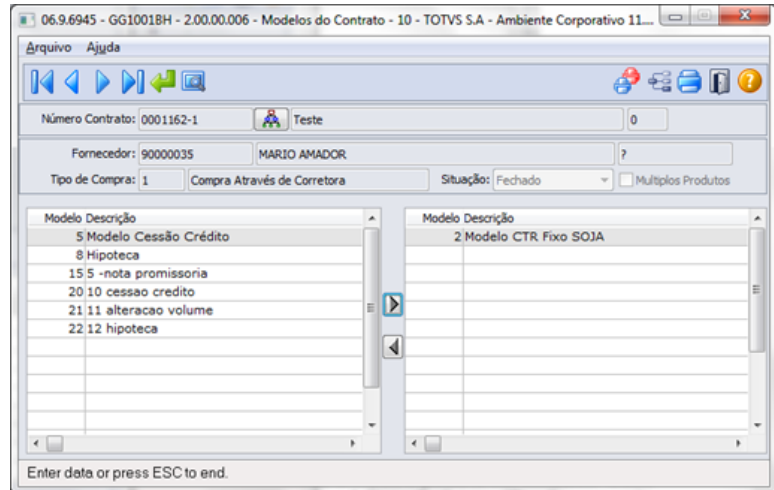 06.9.6945 - GG1001BH - 2.00.00.006 - Modelos do Contrato - 10 - TOTVS S.A - Ambiente Corporativo 11....
Arquivo Ajuda
Número Contrato: 0001162-1 Teste 0
Fornecedor: 90000035 MARIO AMADOR ?
Tipo de Compra: 1 Compra Através de Corretora Situação: Fechado Multiplos Produtos
Modelo Descrição
5 Modelo Cessão Crédito
8 Hipoteca
15 5 -nota promissoria
20 10 cessao credito
21 11 alteracao volume
22 12 hipoteca
Modelo Descrição
2 Modelo CTR Fixo SOJA
Enter data or press ESC to end.